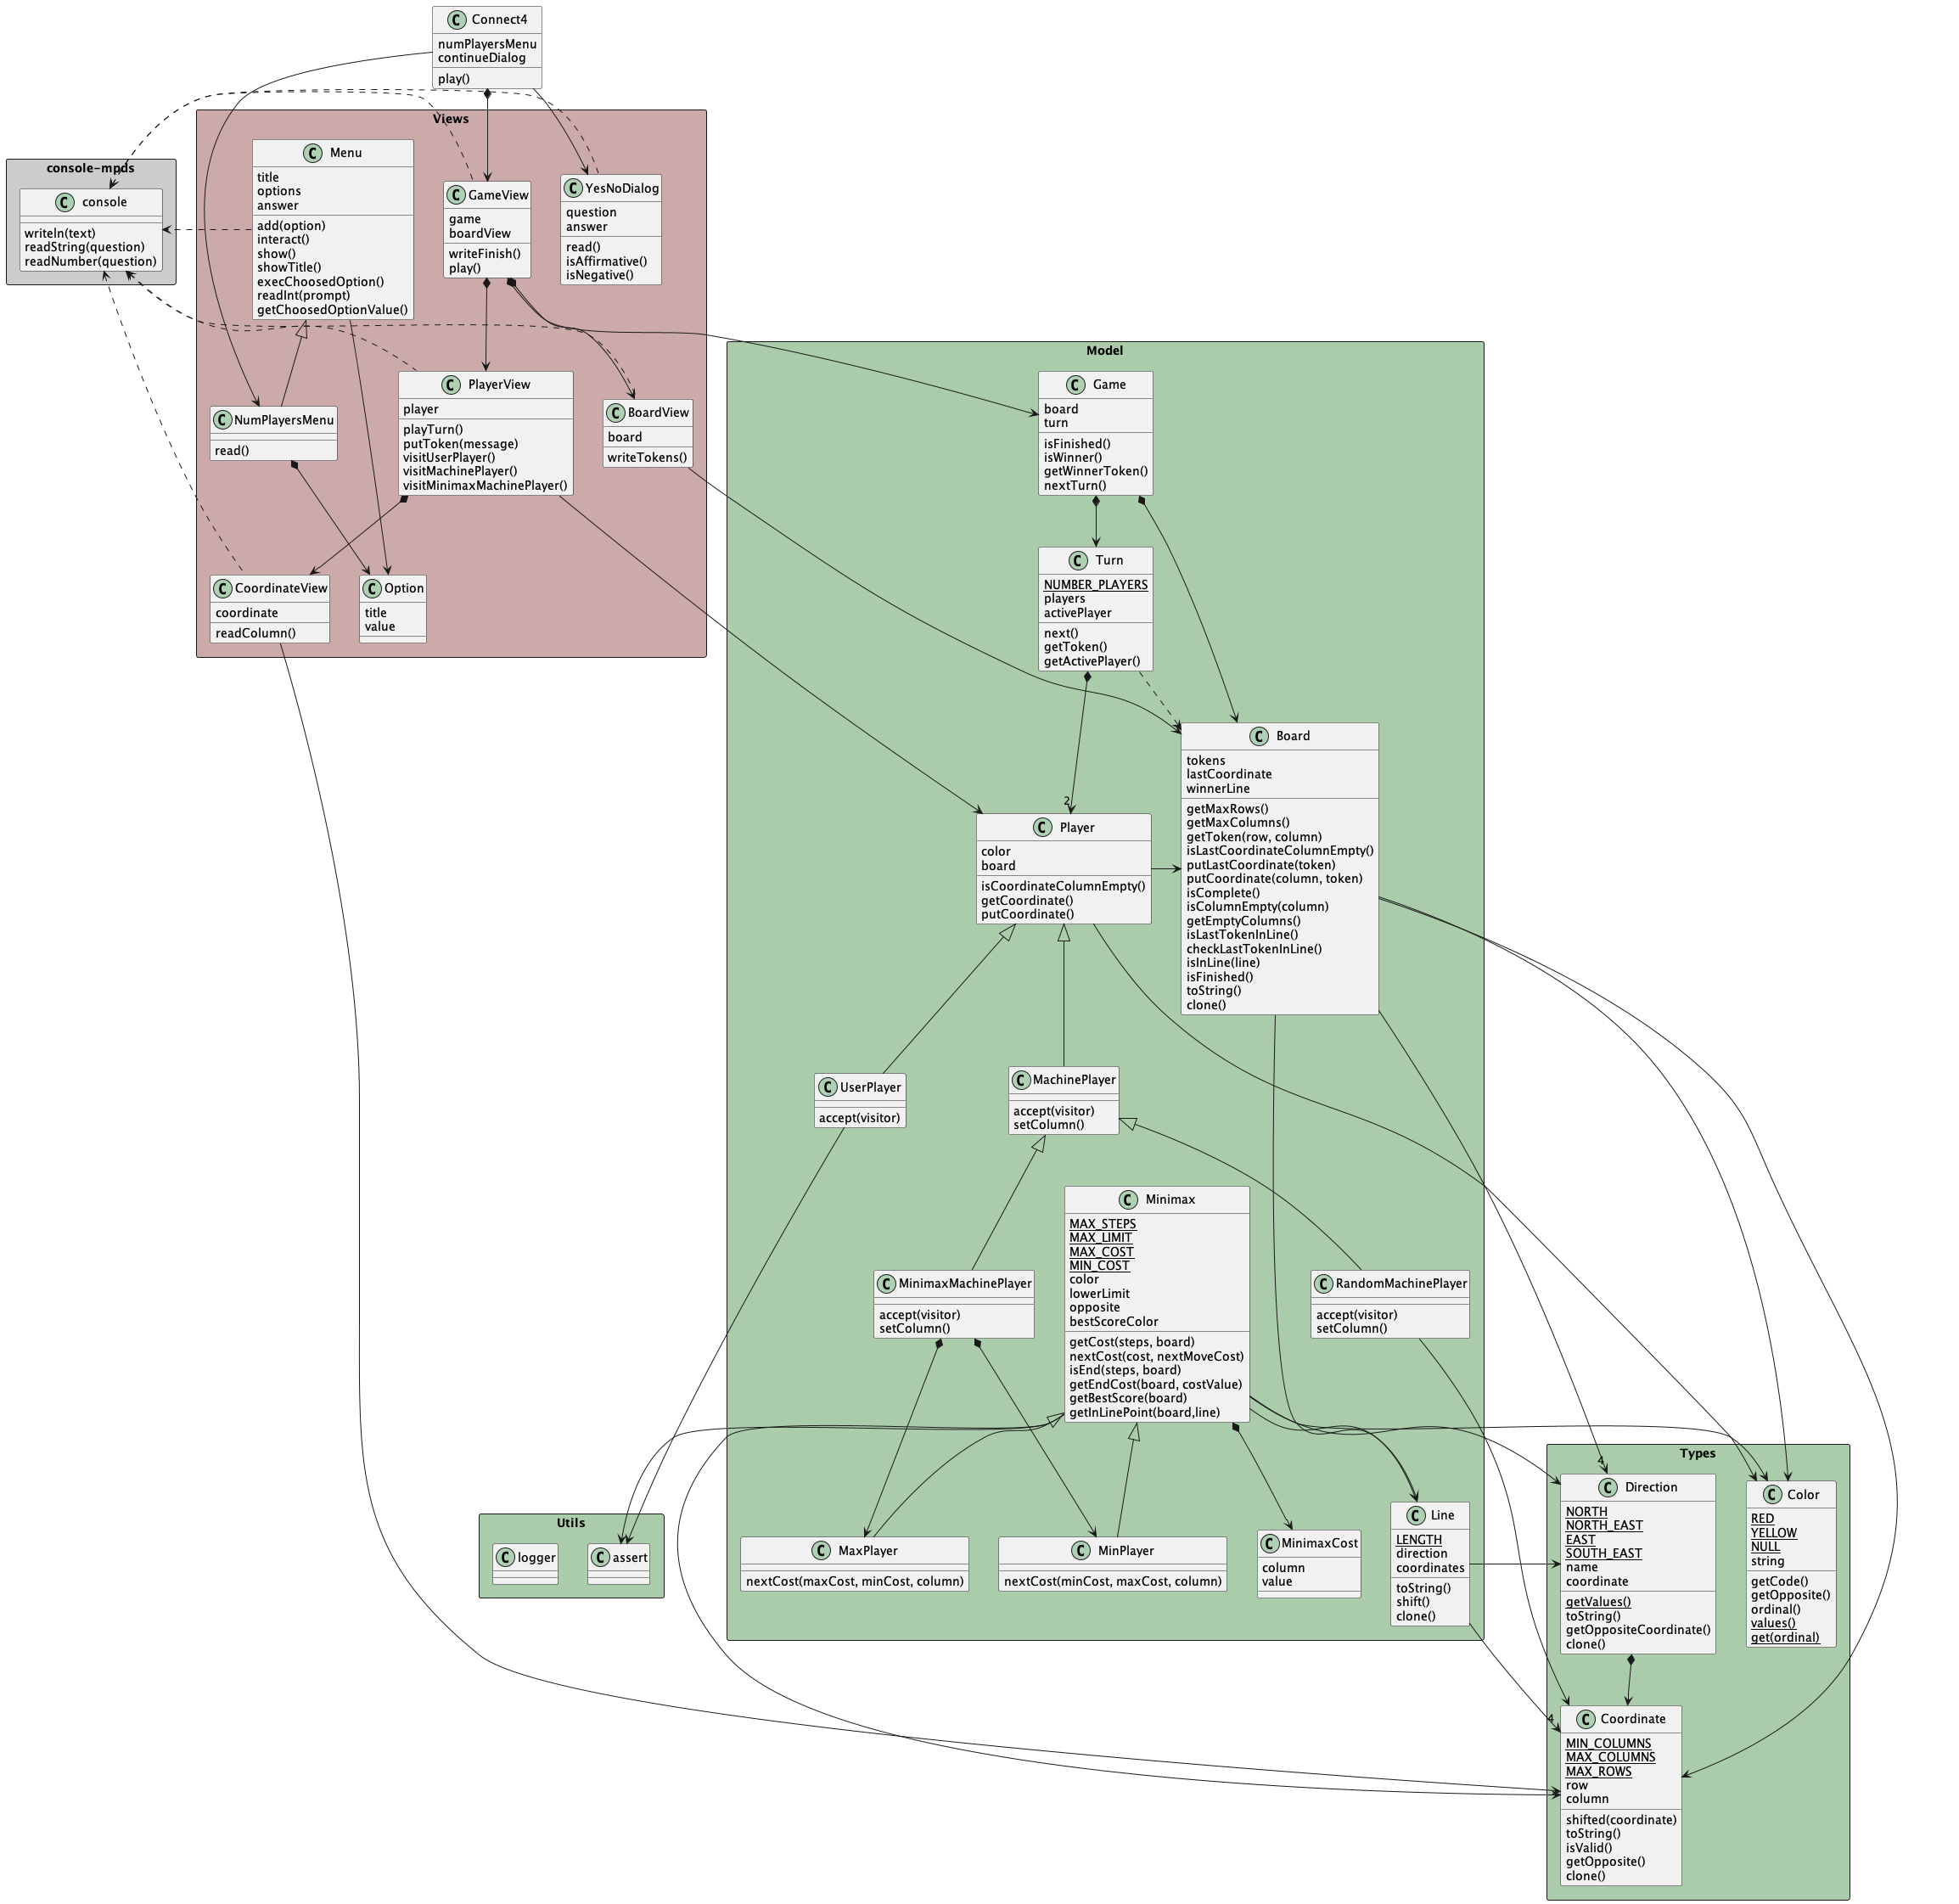 Connect4
numPlayersMenu
continueDialog
play()
Views
Menu
title
options
answer
add(option)
interact()
show()
showTitle()
execChoosedOption()
readInt(prompt)
getChoosedOptionValue()
GameView
game
boardView
writeFinish()
play()
YesNoDialog
question
answer
read()
isAffirmative()
isNegative()
console-mpds
console
writeln(text)
readString(question)
readNumber(question)
NumPlayersMenu
read()
PlayerView
player
playTurn()
putToken(message)
visitUserPlayer()
visitMachinePlayer()
visitMinimaxMachinePlayer()
BoardView
board
writeTokens()
CoordinateView
coordinate
readColumn()
Option
title
value
Model
Game
board
turn
isFinished()
isWinner()
getWinnerToken()
nextTurn()
Turn
NUMBER_PLAYERS
players
activePlayer
next()
getToken()
getActivePlayer()
Board
tokens
lastCoordinate
winnerLine
getMaxRows()
getMaxColumns()
getToken(row, column)
isLastCoordinateColumnEmpty()
putLastCoordinate(token)
putCoordinate(column, token)
isComplete()
isColumnEmpty(column)
getEmptyColumns()
isLastTokenInLine()
checkLastTokenInLine()
isInLine(line)
isFinished()
toString()
clone()
2
Player
color
board
isCoordinateColumnEmpty()
getCoordinate()
putCoordinate()
UserPlayer
accept(visitor)
MachinePlayer
accept(visitor)
setColumn()
Minimax
MAX_STEPS
MAX_LIMIT
MAX_COST
MIN_COST
color
lowerLimit
opposite
bestScoreColor
getCost(steps, board)
nextCost(cost, nextMoveCost)
isEnd(steps, board)
getEndCost(board, costValue)
getBestScore(board)
getInLinePoint(board,line)
MinimaxMachinePlayer
accept(visitor)
setColumn()
RandomMachinePlayer
accept(visitor)
setColumn()
MaxPlayer
nextCost(maxCost, minCost, column)
MinPlayer
nextCost(minCost, maxCost, column)
MinimaxCost
column
value
Line
LENGTH
direction
coordinates
toString()
shift()
clone()
Utils
logger
assert
Types
4
Direction
NORTH
NORTH_EAST
EAST
SOUTH_EAST
name
coordinate
getValues()
toString()
getOppositeCoordinate()
clone()
Color
RED
YELLOW
NULL
string
getCode()
getOpposite()
ordinal()
values()
get(ordinal)
4
Coordinate
MIN_COLUMNS
MAX_COLUMNS
MAX_ROWS
row
column
shifted(coordinate)
toString()
isValid()
getOpposite()
clone()